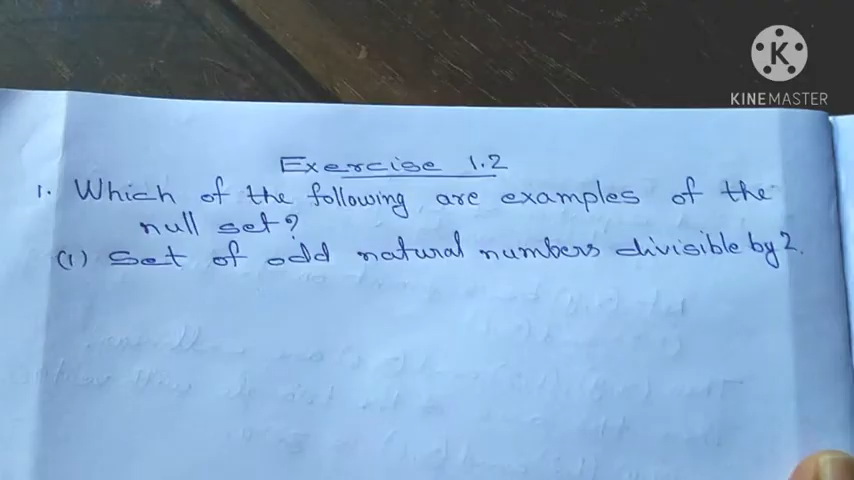 K
KINEMASTER
Exercise 1.2
1. Which of the following are examples of the
null set?
(1) Set of odd natural numbers divisible by 2.